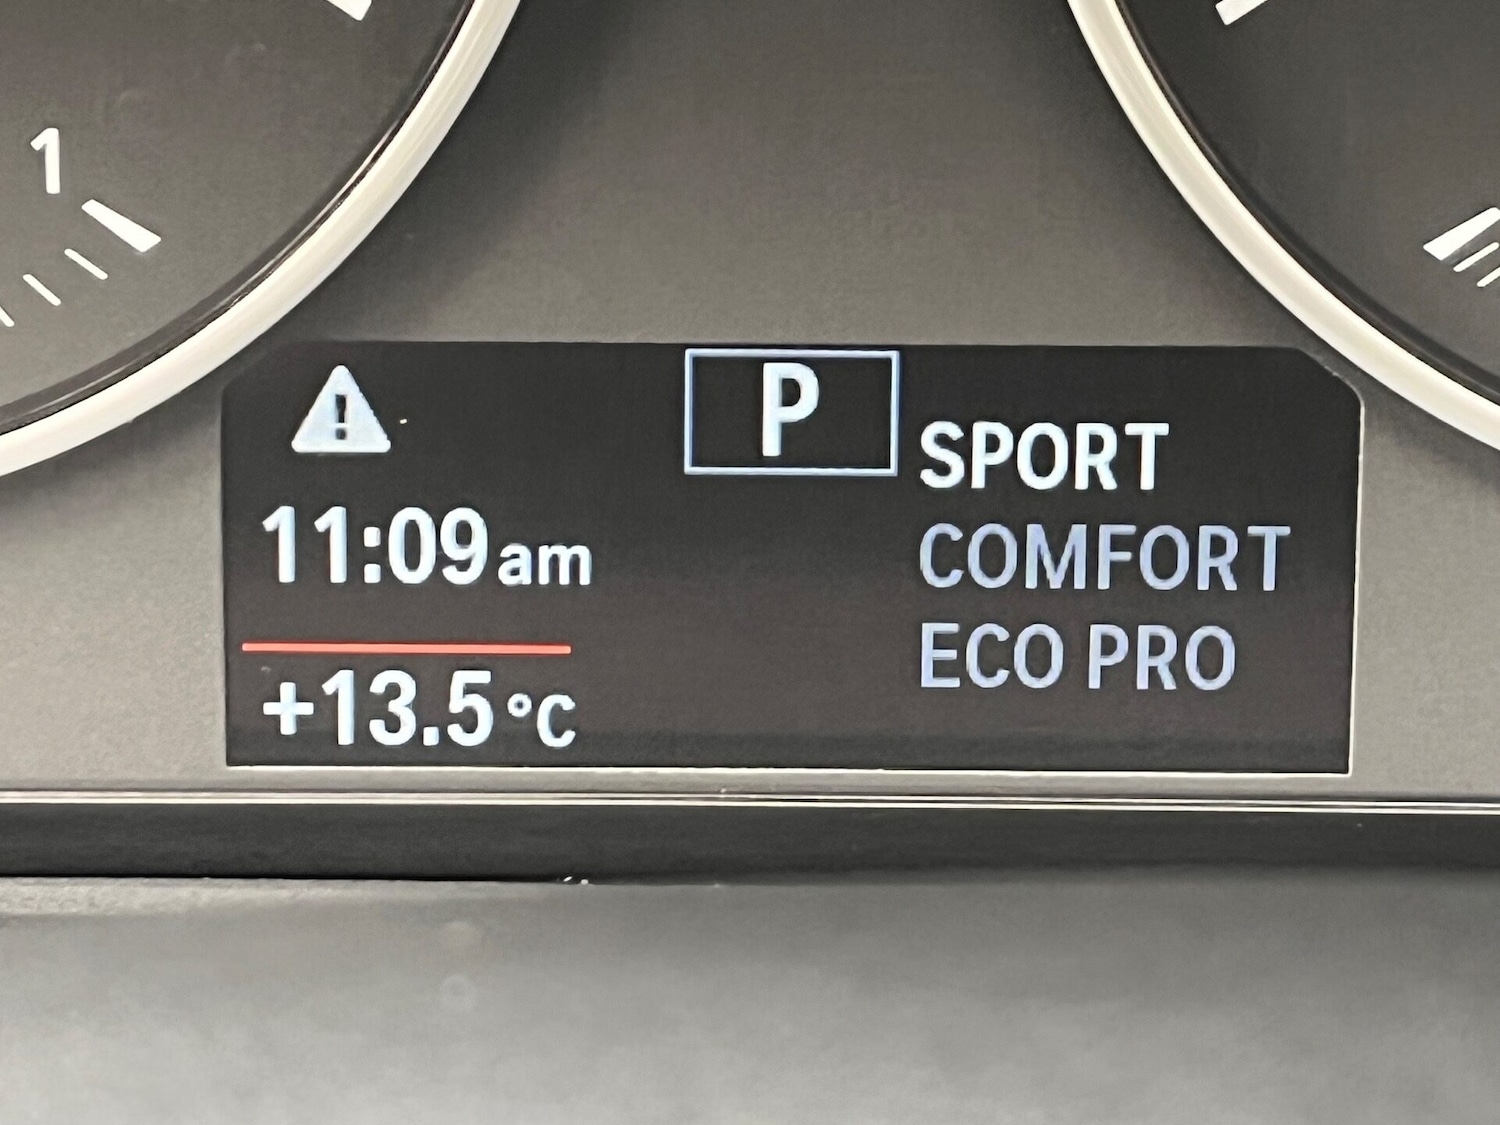 1
P
SPORT
11:09am
COMFORT
ECO PRO
+13.5°C